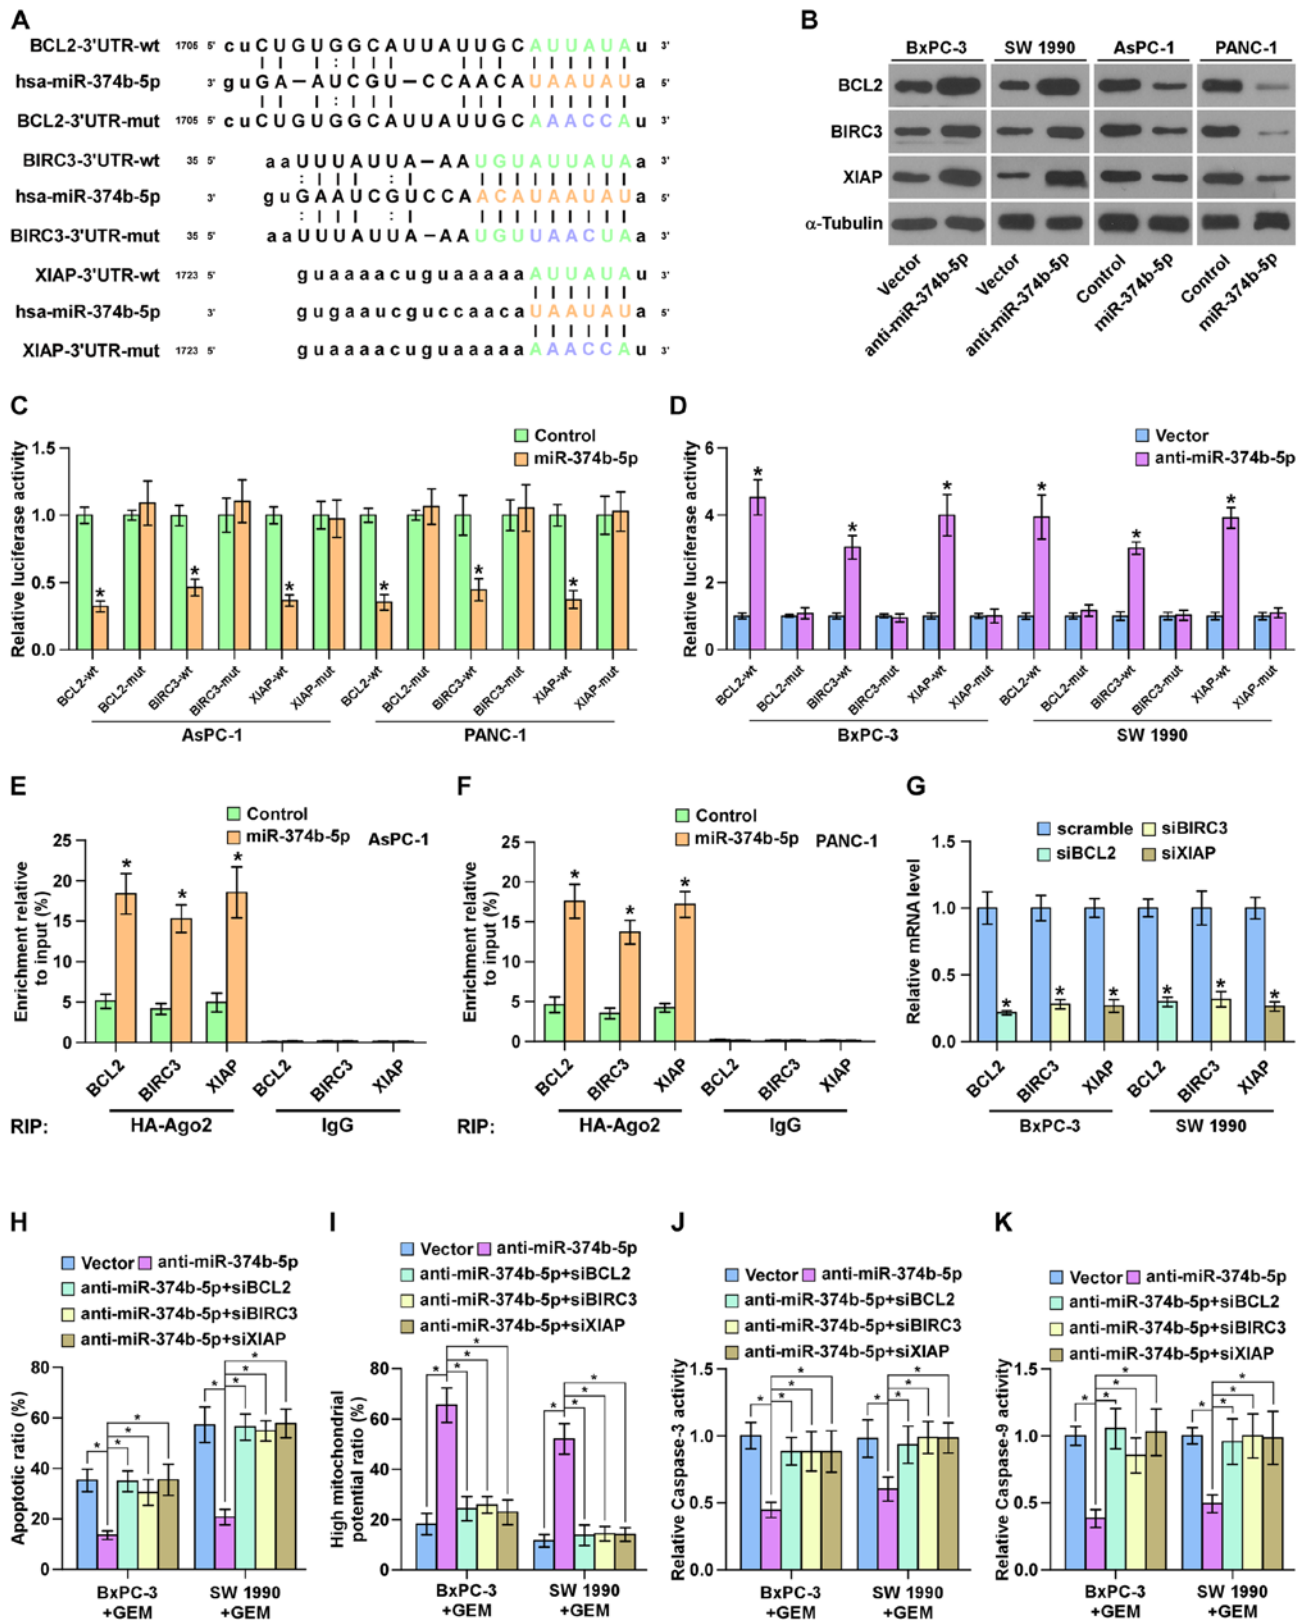 A
BCL2-3'UTR-wt 1705 5' cuCUGUGGCAUUAUUGCAUUAUAu 3'
hsa-miR-374b-5p 3' guGA–AUCGU–CCAACAUAAUAUa 5'
BCL2-3'UTR-mut 1705 5' cuCUGUGGCAUUAUUGCAAACCAu 3'
BIRC3-3'UTR-wt 35 5' aaUUUAUUA–AAUGUAUUAUAa 3'
hsa-miR-374b-5p 3' guGAAUCGUCCAACAUAAUAUa 5'
BIRC3-3'UTR-mut 35 5' aaUUUAUUA–AAUGUUAACUAa 3'
XIAP-3'UTR-wt 1723 5' guaaaacuguaaaaaAUUAUAu 3'
hsa-miR-374b-5p 3' gugaaucguccaacaUAAUAUa 5'
XIAP-3'UTR-mut 1723 5' guaaaacuguaaaaaAAACCAu 3'
B
BxPC-3 SW 1990 AsPC-1 PANC-1
BCL2
BIRC3
XIAP
α-Tubulin
Vector anti-miR-374b-5p Vector anti-miR-374b-5p Control miR-374b-5p Control miR-374b-5p
C
Control
miR-374b-5p
Relative luciferase activity
1.5
1.0
0.5
0.0
* * * * * *
BCL2-wt BCL2-mut BIRC3-wt BIRC3-mut XIAP-wt XIAP-mut BCL2-wt BCL2-mut BIRC3-wt BIRC3-mut XIAP-wt XIAP-mut
AsPC-1 PANC-1
D
Vector
anti-miR-374b-5p
Relative luciferase activity
6
4
2
0
* * * * * *
BCL2-wt BCL2-mut BIRC3-wt BIRC3-mut XIAP-wt XIAP-mut BCL2-wt BCL2-mut BIRC3-wt BIRC3-mut XIAP-wt XIAP-mut
BxPC-3 SW 1990
E
Control
miR-374b-5p AsPC-1
Enrichment relative
to input (%)
25
20
15
10
5
0
* * *
BCL2 BIRC3 XIAP BCL2 BIRC3 XIAP
RIP: HA-Ago2 IgG
F
Control
miR-374b-5p PANC-1
Enrichment relative
to input (%)
25
20
15
10
5
0
* * *
BCL2 BIRC3 XIAP BCL2 BIRC3 XIAP
RIP: HA-Ago2 IgG
G
scramble siBIRC3
siBCL2 siXIAP
Relative mRNA level
1.5
1.0
0.5
0.0
* * * * * *
BCL2 BIRC3 XIAP BCL2 BIRC3 XIAP
BxPC-3 SW 1990
H
Vector anti-miR-374b-5p
anti-miR-374b-5p+siBCL2
anti-miR-374b-5p+siBIRC3
anti-miR-374b-5p+siXIAP
Apoptotic ratio (%)
80
60
40
20
0
* * * * * * * *
BxPC-3 SW 1990
+GEM +GEM
I
Vector anti-miR-374b-5p
anti-miR-374b-5p+siBCL2
anti-miR-374b-5p+siBIRC3
anti-miR-374b-5p+siXIAP
High mitochondrial
potential ratio (%)
80
60
40
20
0
* * * * * * * *
BxPC-3 SW 1990
+GEM +GEM
J
Vector anti-miR-374b-5p
anti-miR-374b-5p+siBCL2
anti-miR-374b-5p+siBIRC3
anti-miR-374b-5p+siXIAP
Relative Caspase-3 activity
1.5
1.0
0.5
0.0
* * * * * * * *
BxPC-3 SW 1990
+GEM +GEM
K
Vector anti-miR-374b-5p
anti-miR-374b-5p+siBCL2
anti-miR-374b-5p+siBIRC3
anti-miR-374b-5p+siXIAP
Relative Caspase-9 activity
1.5
1.0
0.5
0.0
* * * * * * * *
BxPC-3 SW 1990
+GEM +GEM